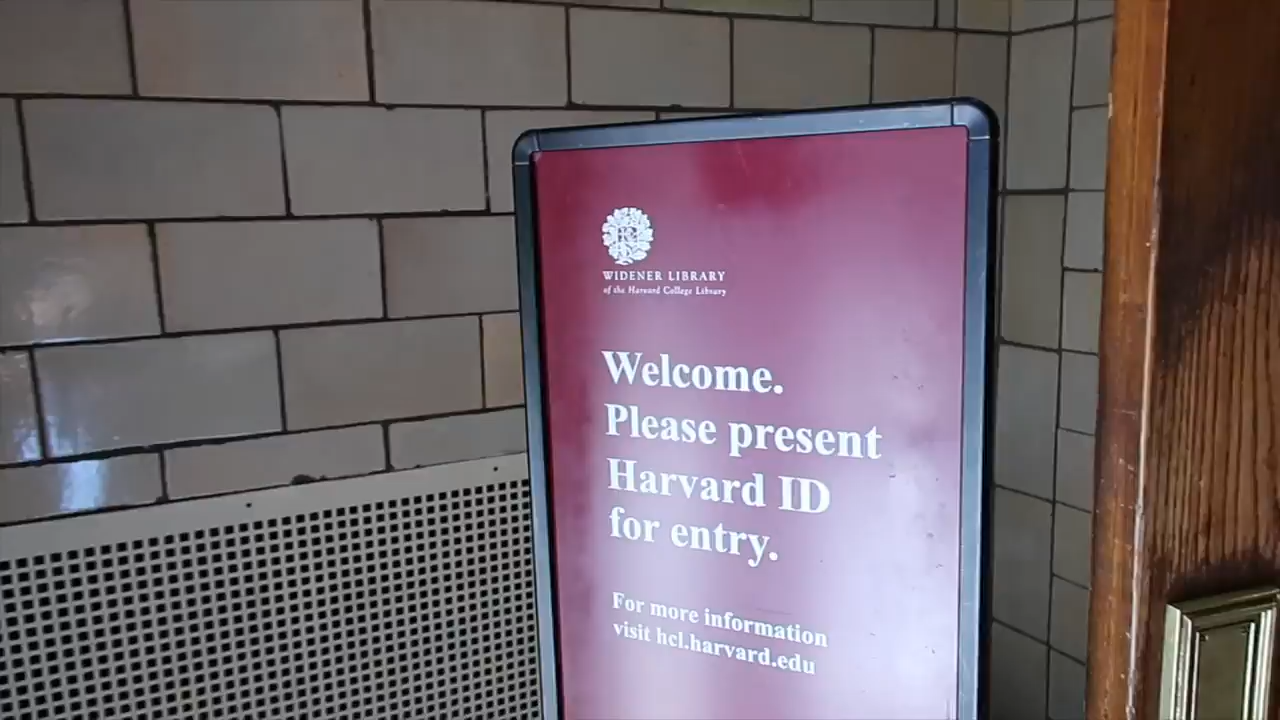 WIDENER LIBRARY
of the Harvard College Library
Welcome.
Please present
Harvard ID
for entry.
For more information
visit hcl.harvard.edu